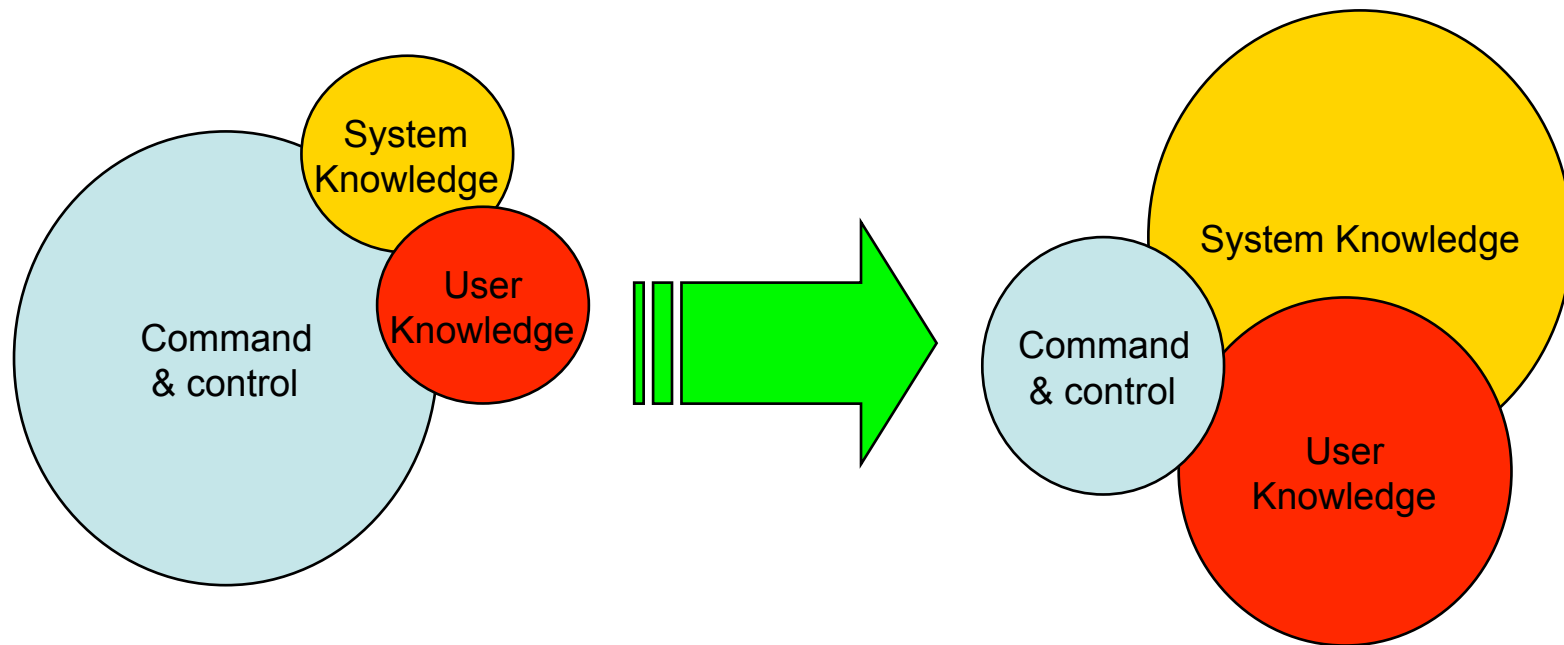 System
Knowledge
User
Knowledge
Command
& control
System Knowledge
Command
& control
User
Knowledge